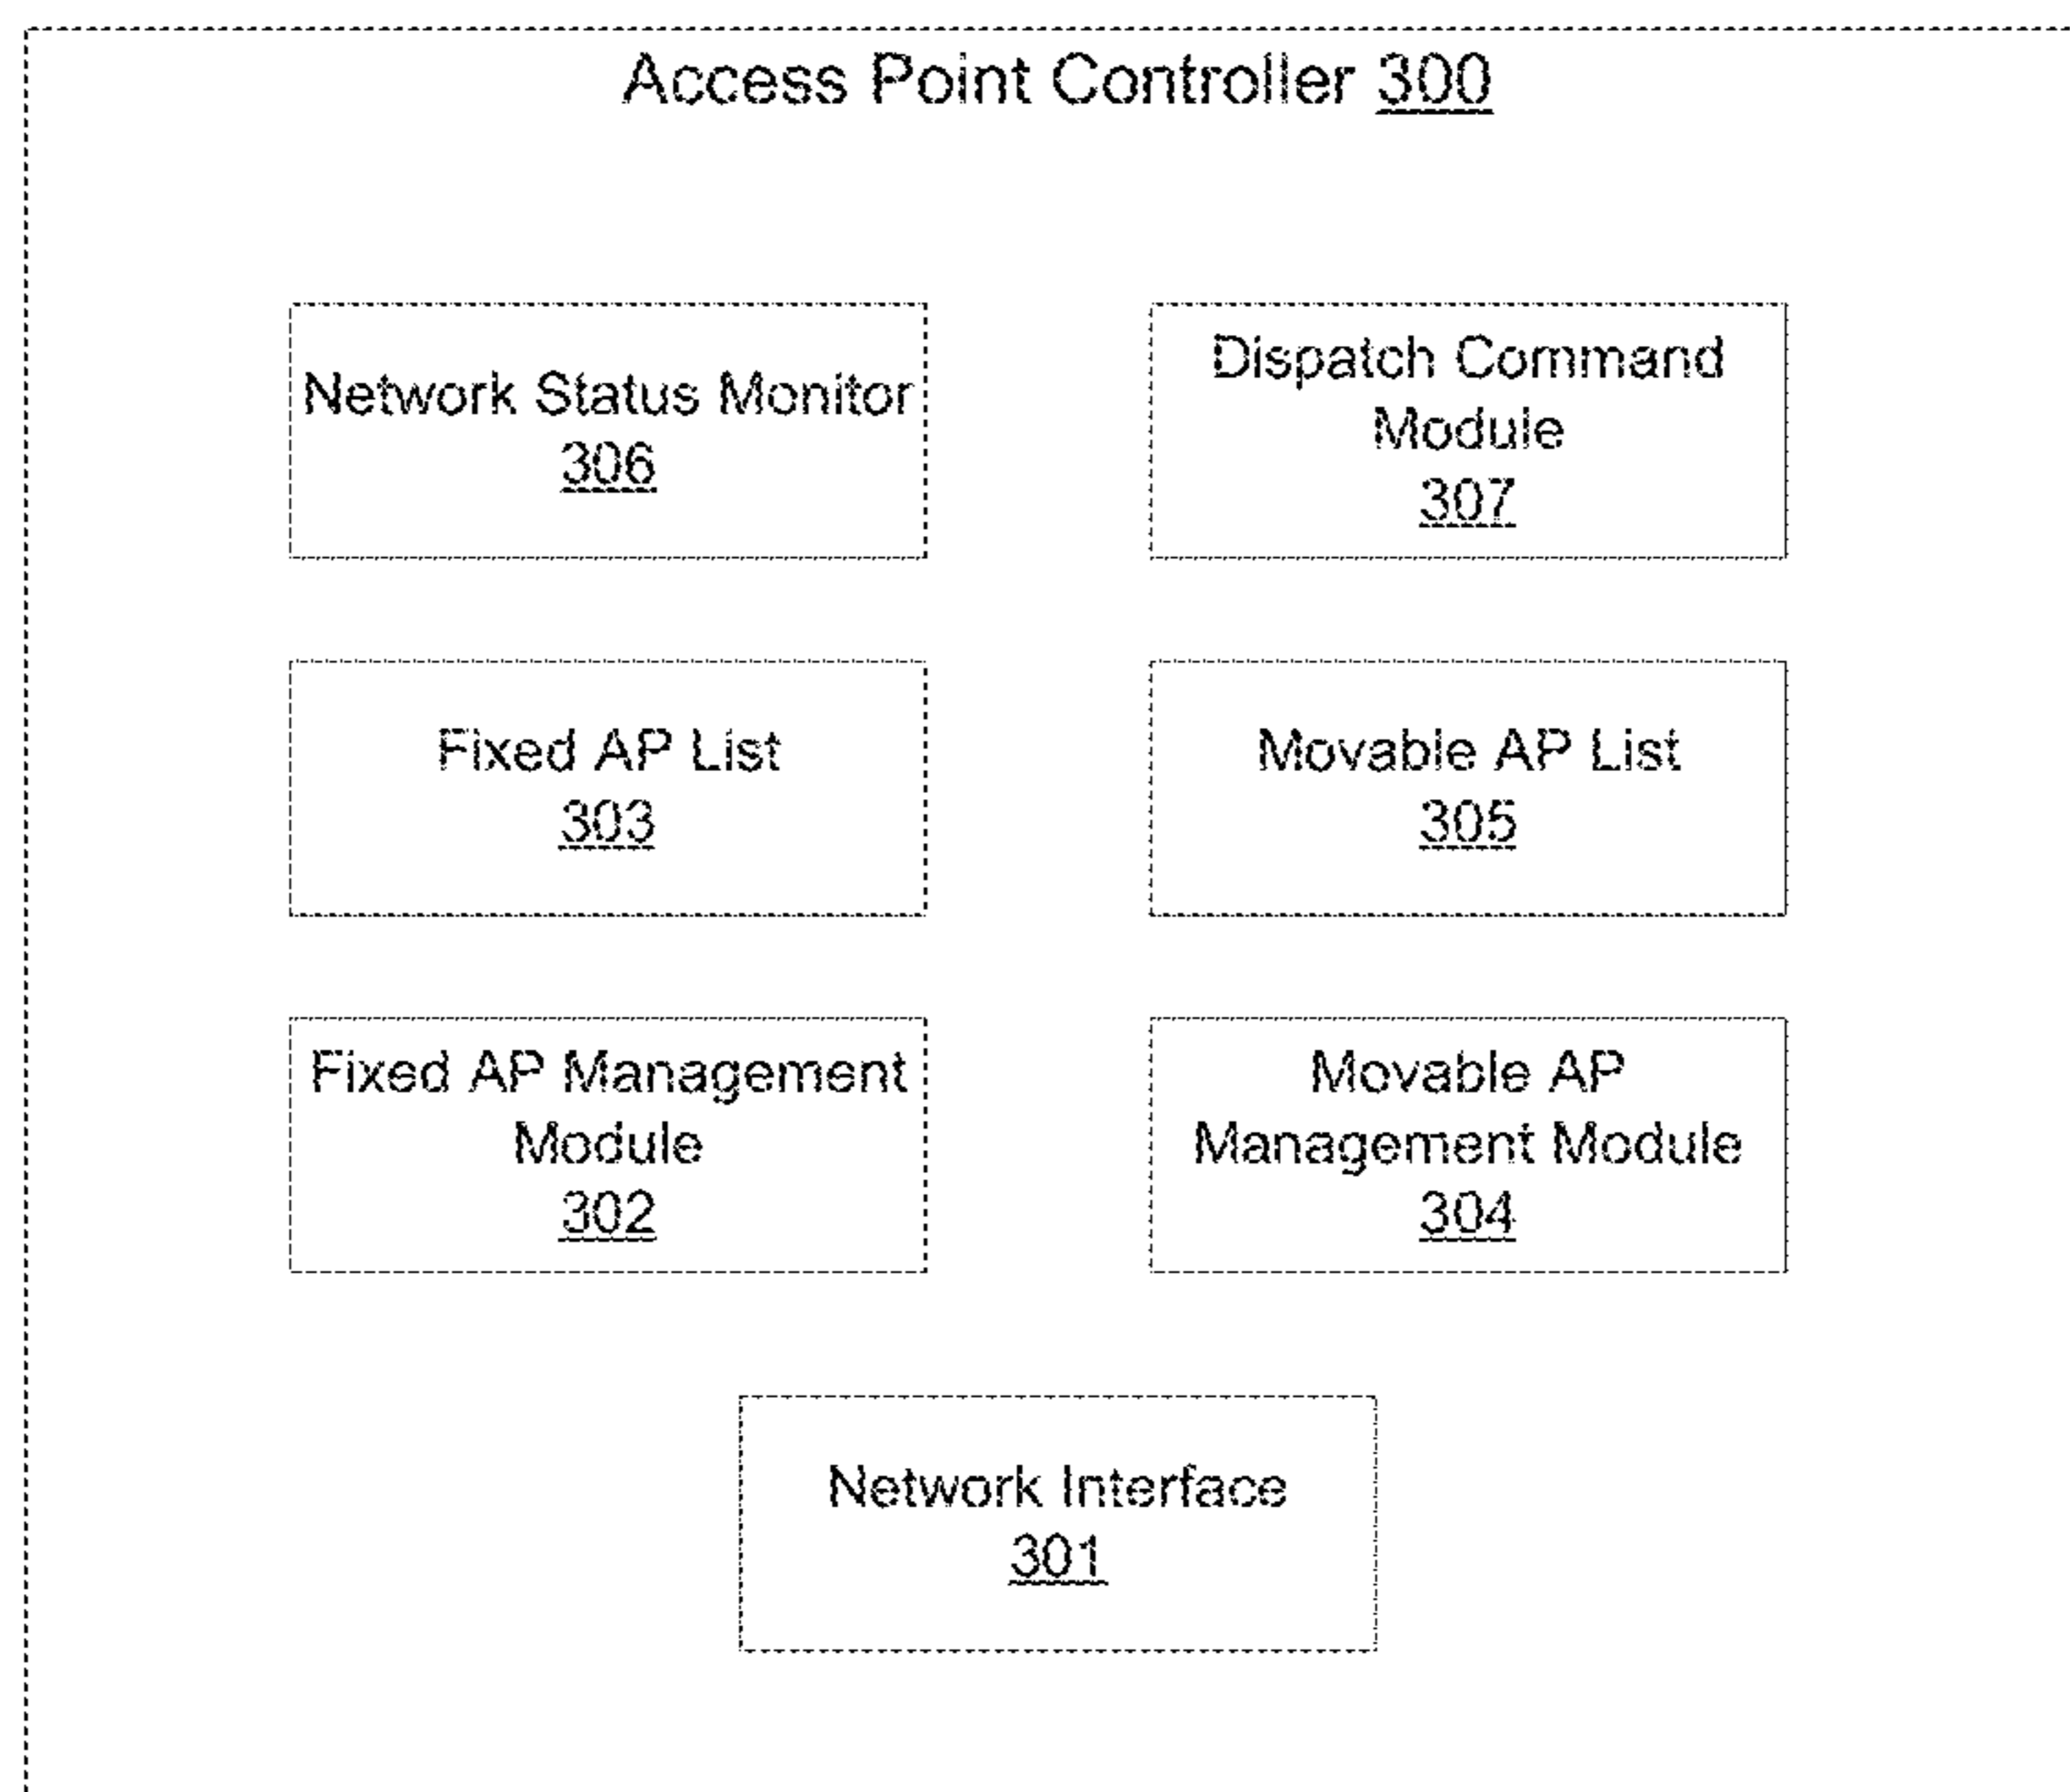 Access Point Controller 300
Network Status Monitor
306
Dispatch Command
Module
307
Fixed AP List
303
Movable AP List
305
Fixed AP Management
Module
302
Movable AP
Management Module
304
Network Interface
301